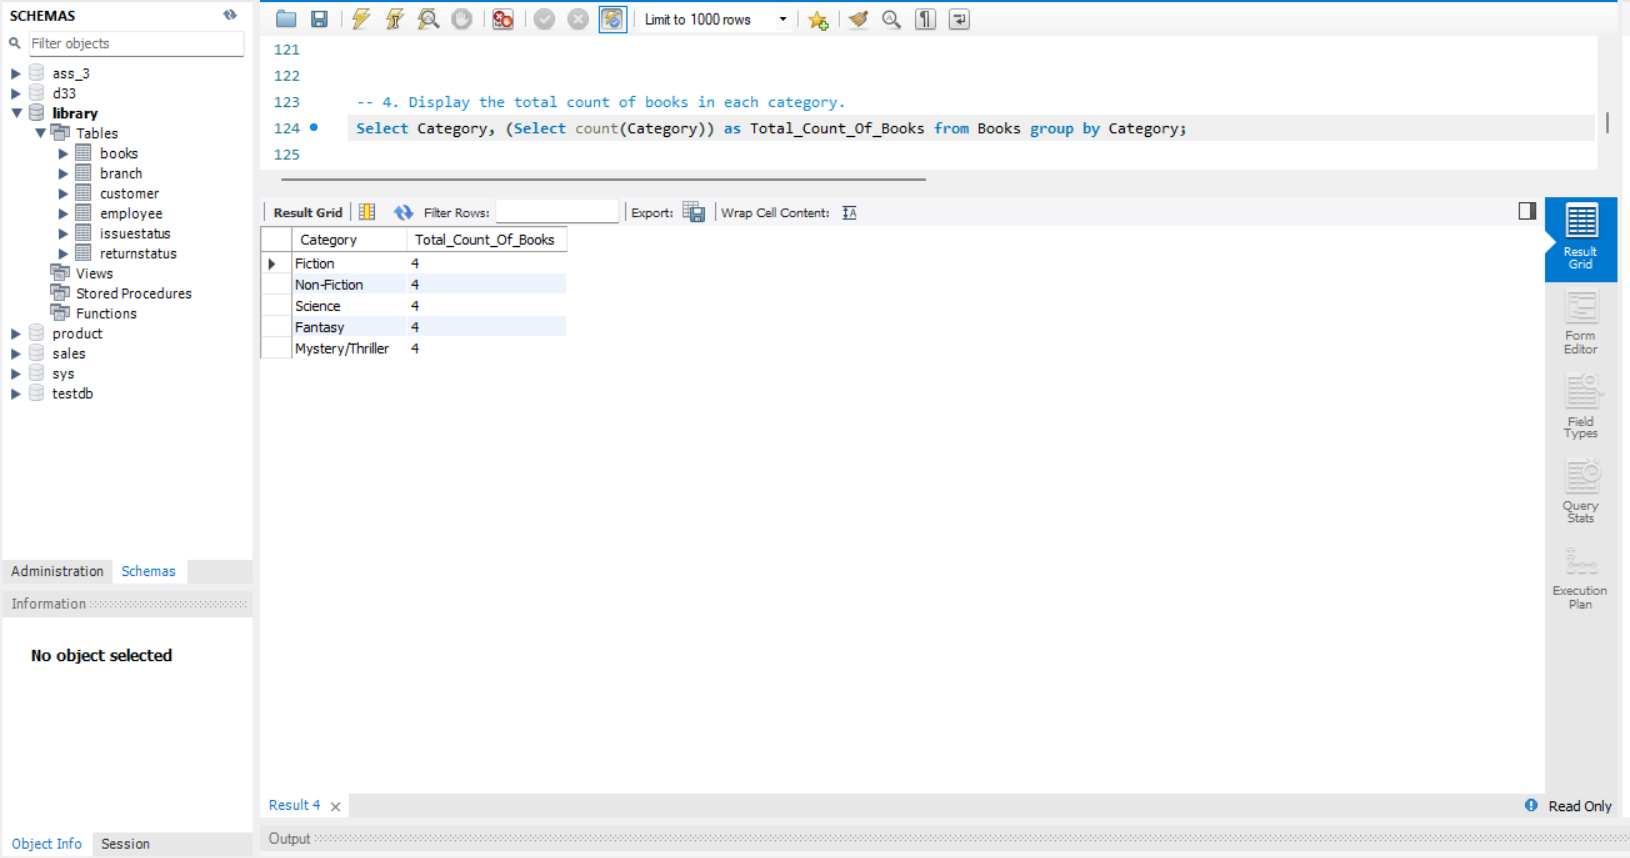 SCHEMAS
Filter objects
ass_3
d33
library
Tables
books
branch
customer
employee
issuestatus
returnstatus
Views
Stored Procedures
Functions
product
sales
sys
testdb
Administration Schemas
Information
No object selected
Object Info Session
Limit to 1000 rows
121
122
123 -- 4. Display the total count of books in each category.
124 Select Category, (Select count(Category)) as Total_Count_Of_Books from Books group by Category;
125
Result Grid Filter Rows: Export: Wrap Cell Content:
Category Total_Count_Of_Books
Fiction 4
Non-Fiction 4
Science 4
Fantasy 4
Mystery/Thriller 4
Result
Grid
Form
Editor
Field
Types
Query
Stats
Execution
Plan
Result 4 Read Only
Output